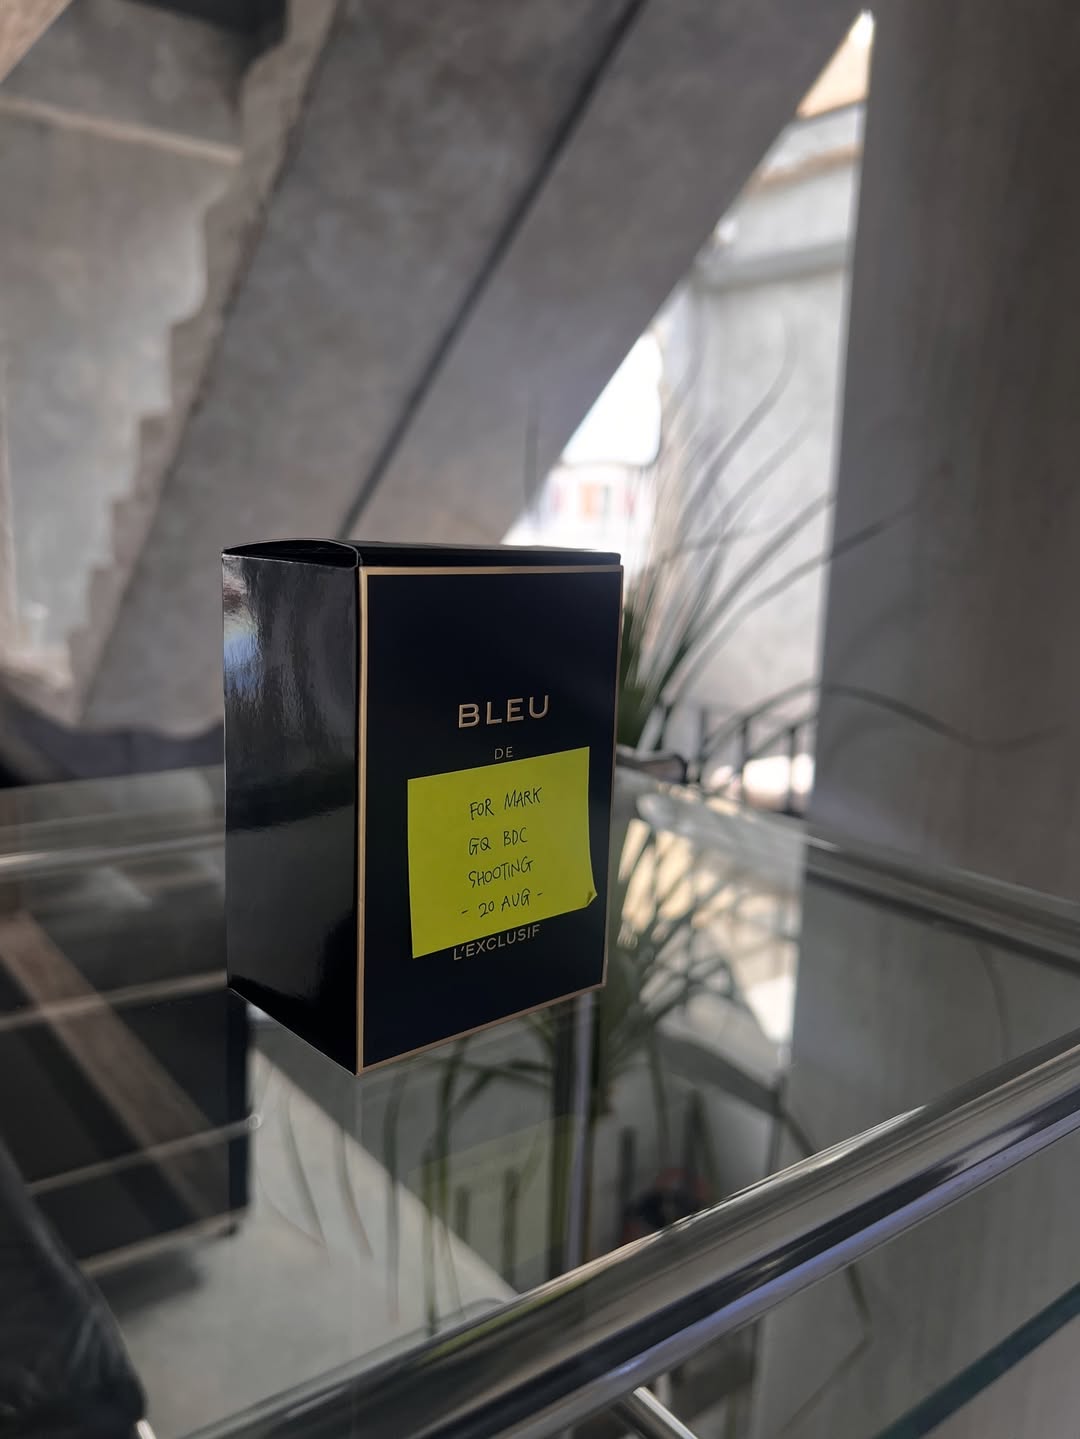 BLEU
DE
FOR MARK
GQ BDC
SHOOTING
- 20 AUG -
L'EXCLUSIF